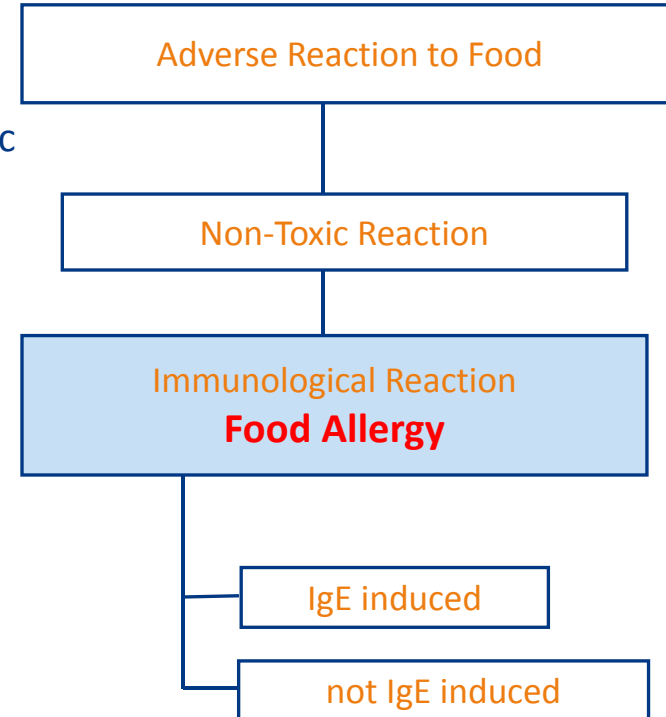 Adverse Reaction to Food
c
Non-Toxic Reaction
Immunological Reaction
Food Allergy
IgE induced
not IgE induced